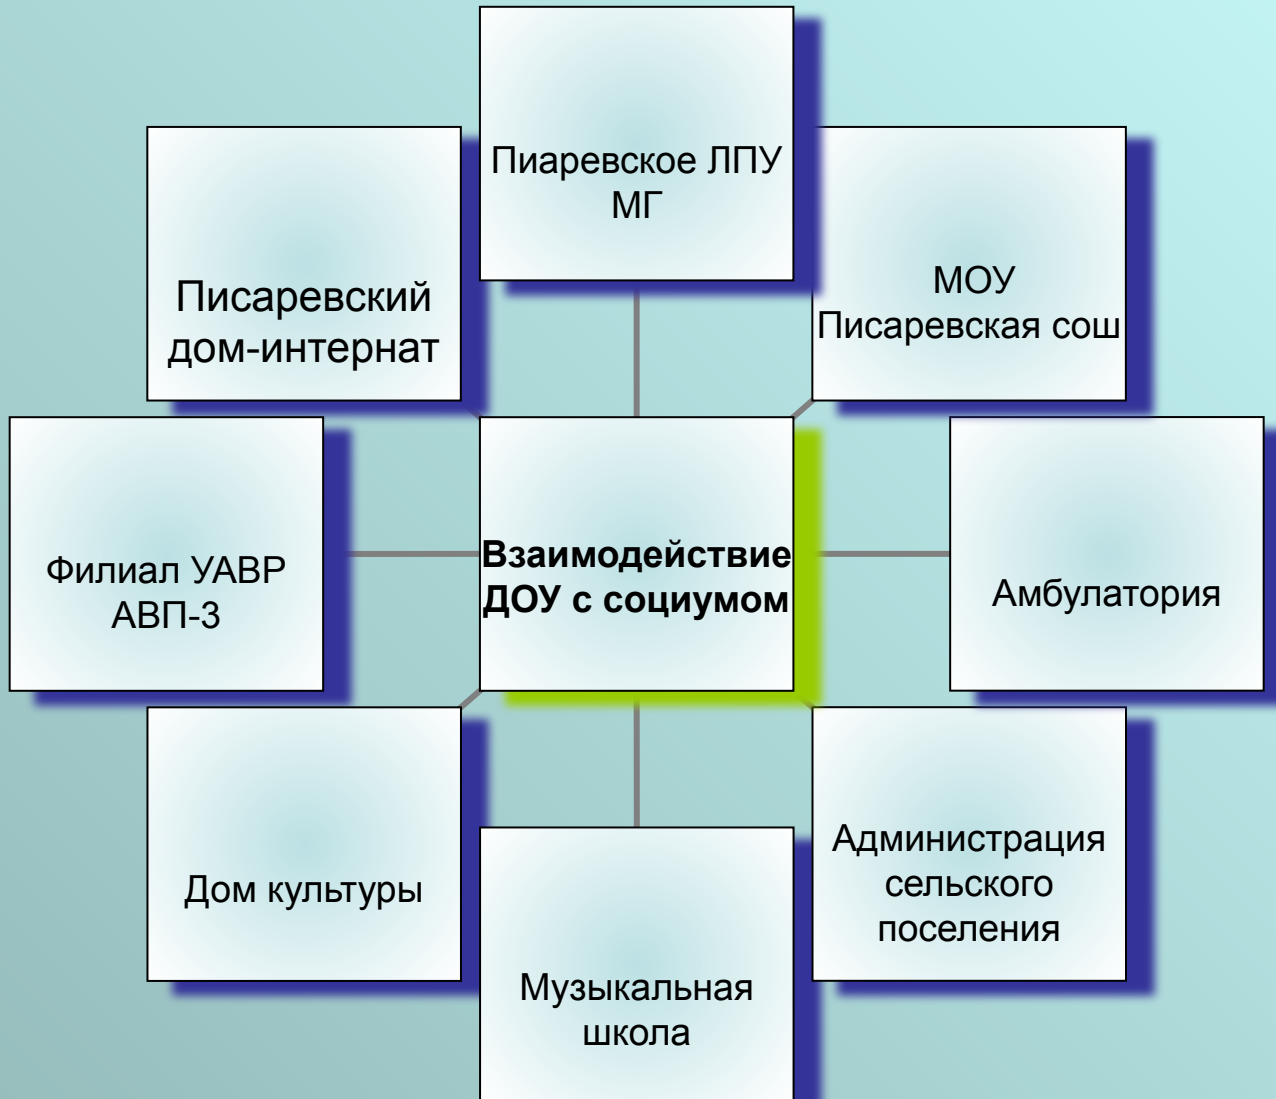 Пиаревское ЛПУ
МГ
МОУ
Писаревская сош
Писаревский
дом-интернат
Взаимодействие
ДОУ с социумом
Филиал УАВР
АВП-3
Амбулатория
Дом культуры
Администрация
сельского
поселения
Музыкальная
школа